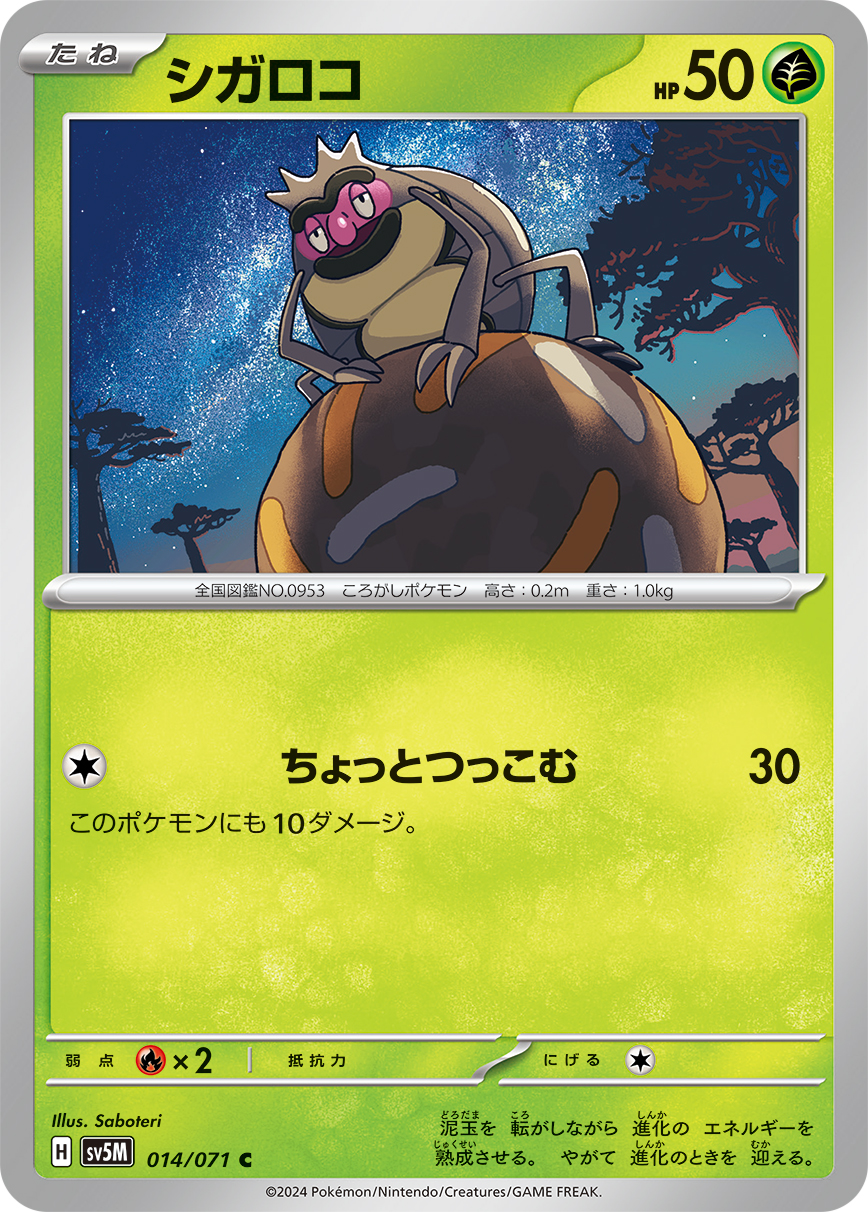 たね シガロコ HP 50
全国図鑑NO.0953 ころがしポケモン 高さ:0.2m 重さ:1.0kg
ちょっとつっこむ 30
このポケモンにも10ダメージ。
弱点 ×2 抵抗力 にげる
Illus. Saboteri
H SV5M 014/071 C
泥玉を 転がしながら 進化の エネルギーを
熟成させる。 やがて 進化のときを 迎える。
©2024 Pokémon/Nintendo/Creatures/GAME FREAK.